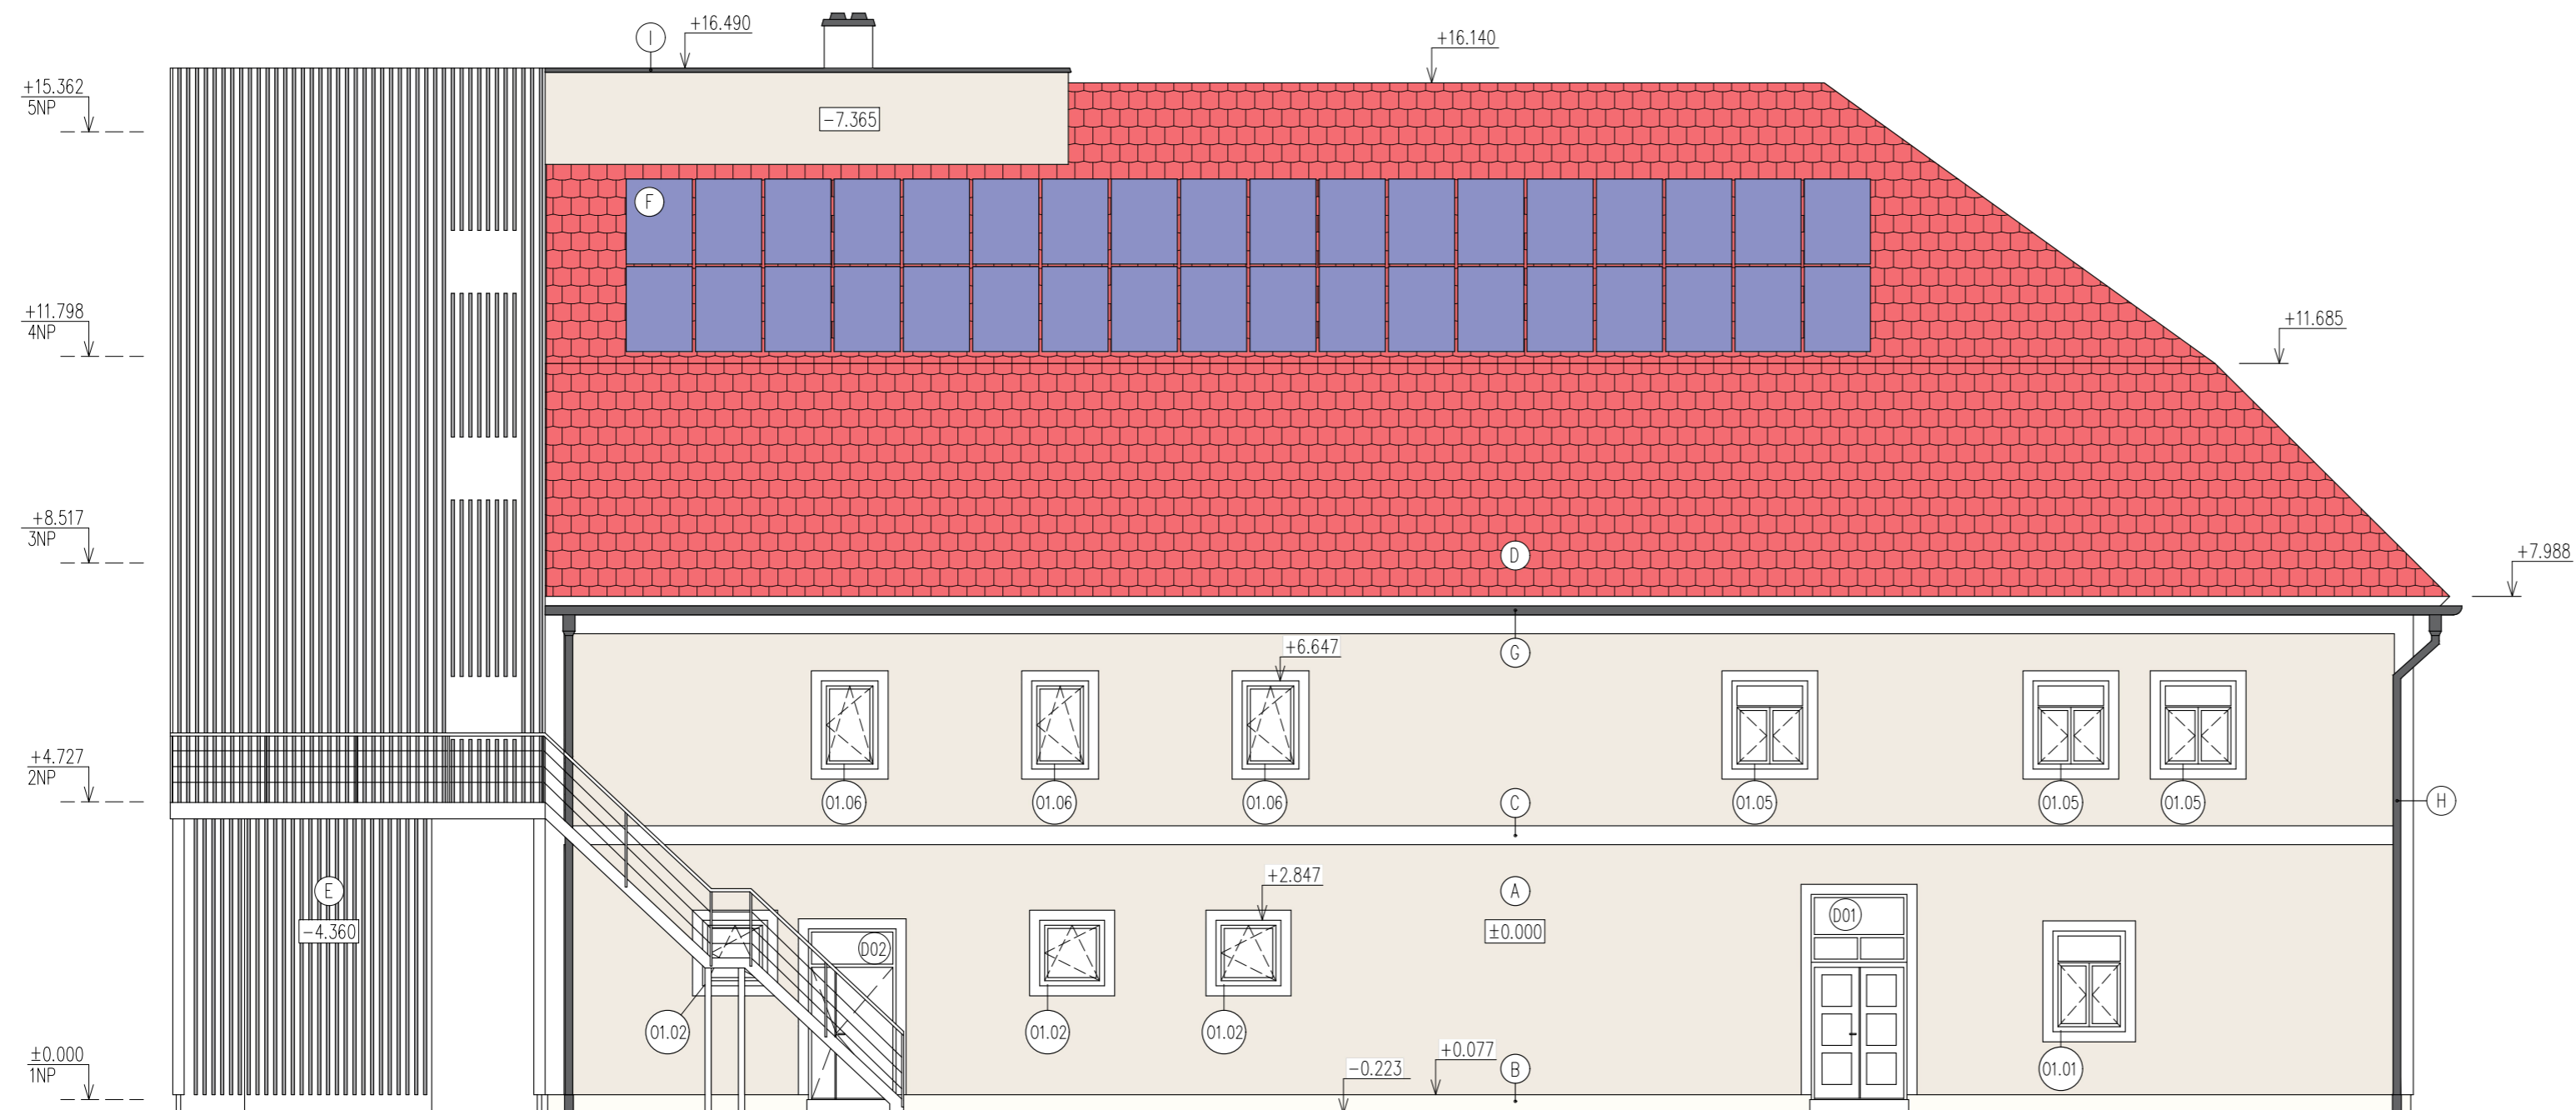 I
+16.490
+16.140
+15.362
5NP
-7.365
F
+11.798
4NP
+11.685
+8.517
3NP
D
+7.988
G
+6.647
+4.727
2NP
01.06
01.06
01.06
C
01.05
01.05
01.05
H
+2.847
E
-4.360
A
±0.000
D01
D02
01.02
01.02
01.02
±0.000
1NP
-0.223
+0.077
B
01.01